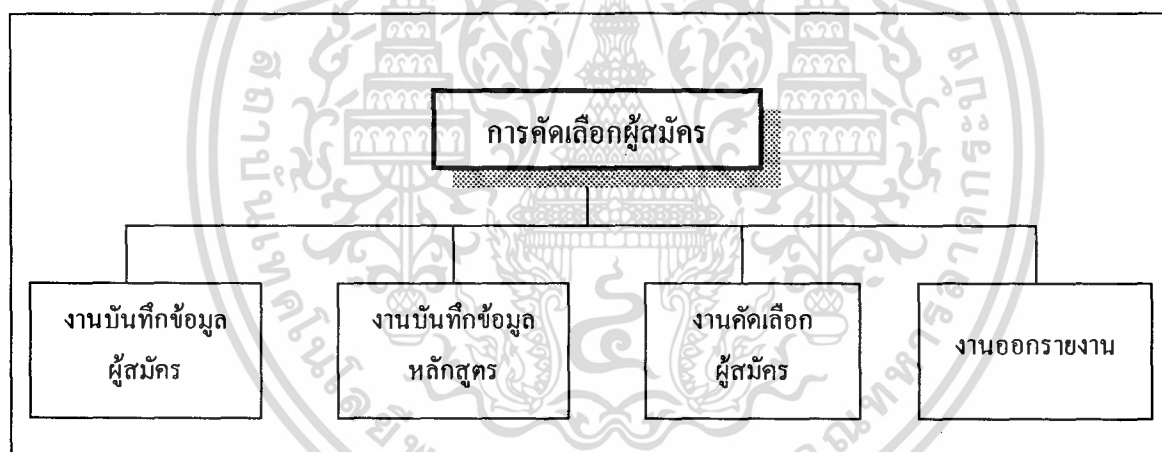 การคัดเลือกผู้สมัคร
งานบันทึกข้อมูล
ผู้สมัคร
งานบันทึกข้อมูล
หลักสูตร
งานคัดเลือก
ผู้สมัคร
งานออกรายงาน